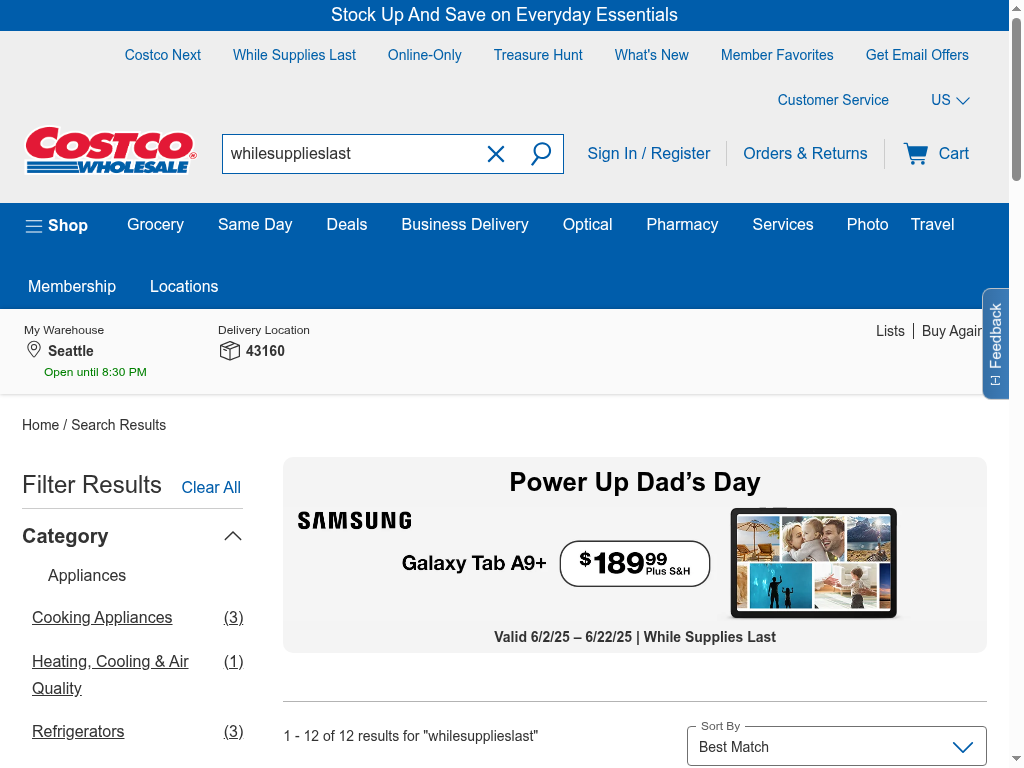 Stock Up And Save on Everyday Essentials
Costco Next While Supplies Last Online-Only Treasure Hunt What's New Member Favorites Get Email Offers
Customer Service US
COSTCO WHOLESALE
whilesupplieslast
Sign In / Register Orders & Returns Cart
Shop Grocery Same Day Deals Business Delivery Optical Pharmacy Services Photo Travel
Membership Locations
My Warehouse
Seattle
Open until 8:30 PM
Delivery Location
43160
Lists Buy Again
[-] Feedback
Home / Search Results
Filter Results Clear All
Category
Appliances
Cooking Appliances (3)
Heating, Cooling & Air Quality (1)
Refrigerators (3)
Power Up Dad’s Day
SAMSUNG
Galaxy Tab A9+ $189.99 Plus S&H
Valid 6/2/25 – 6/22/25 | While Supplies Last
1 - 12 of 12 results for "whilesupplieslast"
Sort By
Best Match